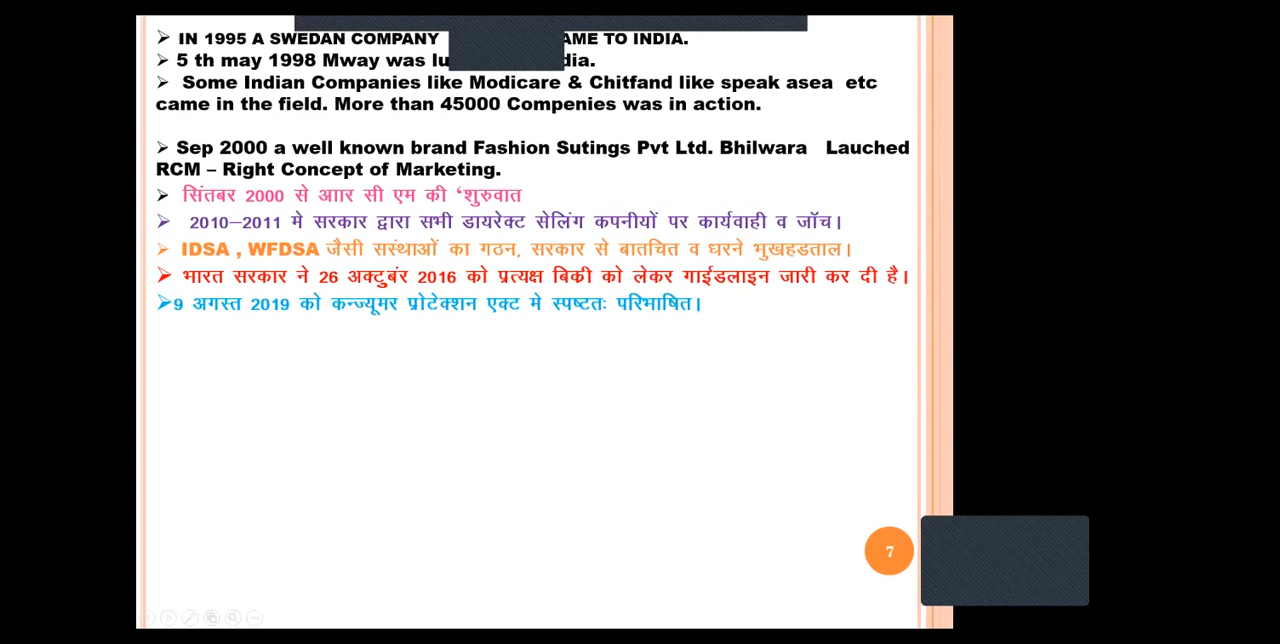 IN 1995 A SWEDAN COMPANY AME TO INDIA.
5 th may 1998 Mway was lu dia.
Some Indian Companies like Modicare & Chitfand like speak asea etc
came in the field. More than 45000 Compenies was in action.
Sep 2000 a well known brand Fashion Sutings Pvt Ltd. Bhilwara Lauched
RCM – Right Concept of Marketing.
सिंतबर 2000 से आार सी एम की ‘शुरुवात
2010–2011 मे सरकार द्वारा सभी डायरेक्ट सेलिंग कपनीयों पर कार्यवाही व जॉच।
IDSA , WFDSA जैसी सस्ंथाओं का गठन, सरकार से बातचित व धरने भुखहडताल।
भारत सरकार ने 26 अक्टुबंर 2016 को प्रत्यक्ष बिक्री को लेकर गाईडलाइन जारी कर दी है।
9 अगस्त 2019 को कन्ज्यूमर प्रोटेक्शन एक्ट मे स्पष्टतः परिभाषित।
7